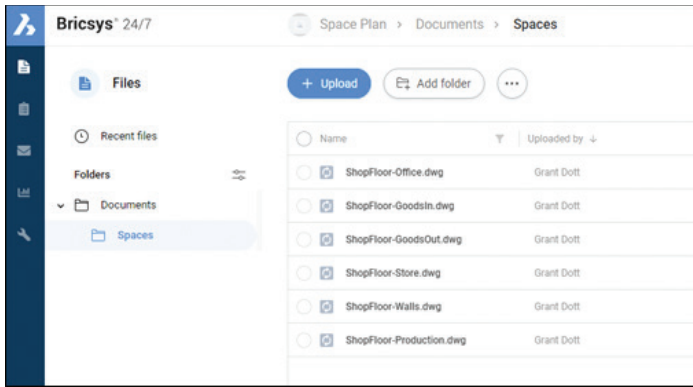 Bricsys® 24/7
Space Plan > Documents > Spaces
Files
+ Upload
Add folder
...
Recent files
Name
Uploaded by ↓
Folders
ShopFloor-Office.dwg Grant Dott
Documents
ShopFloor-GoodsIn.dwg Grant Dott
Spaces
ShopFloor-GoodsOut.dwg Grant Dott
ShopFloor-Store.dwg Grant Dott
ShopFloor-Walls.dwg Grant Dott
ShopFloor-Production.dwg Grant Dott